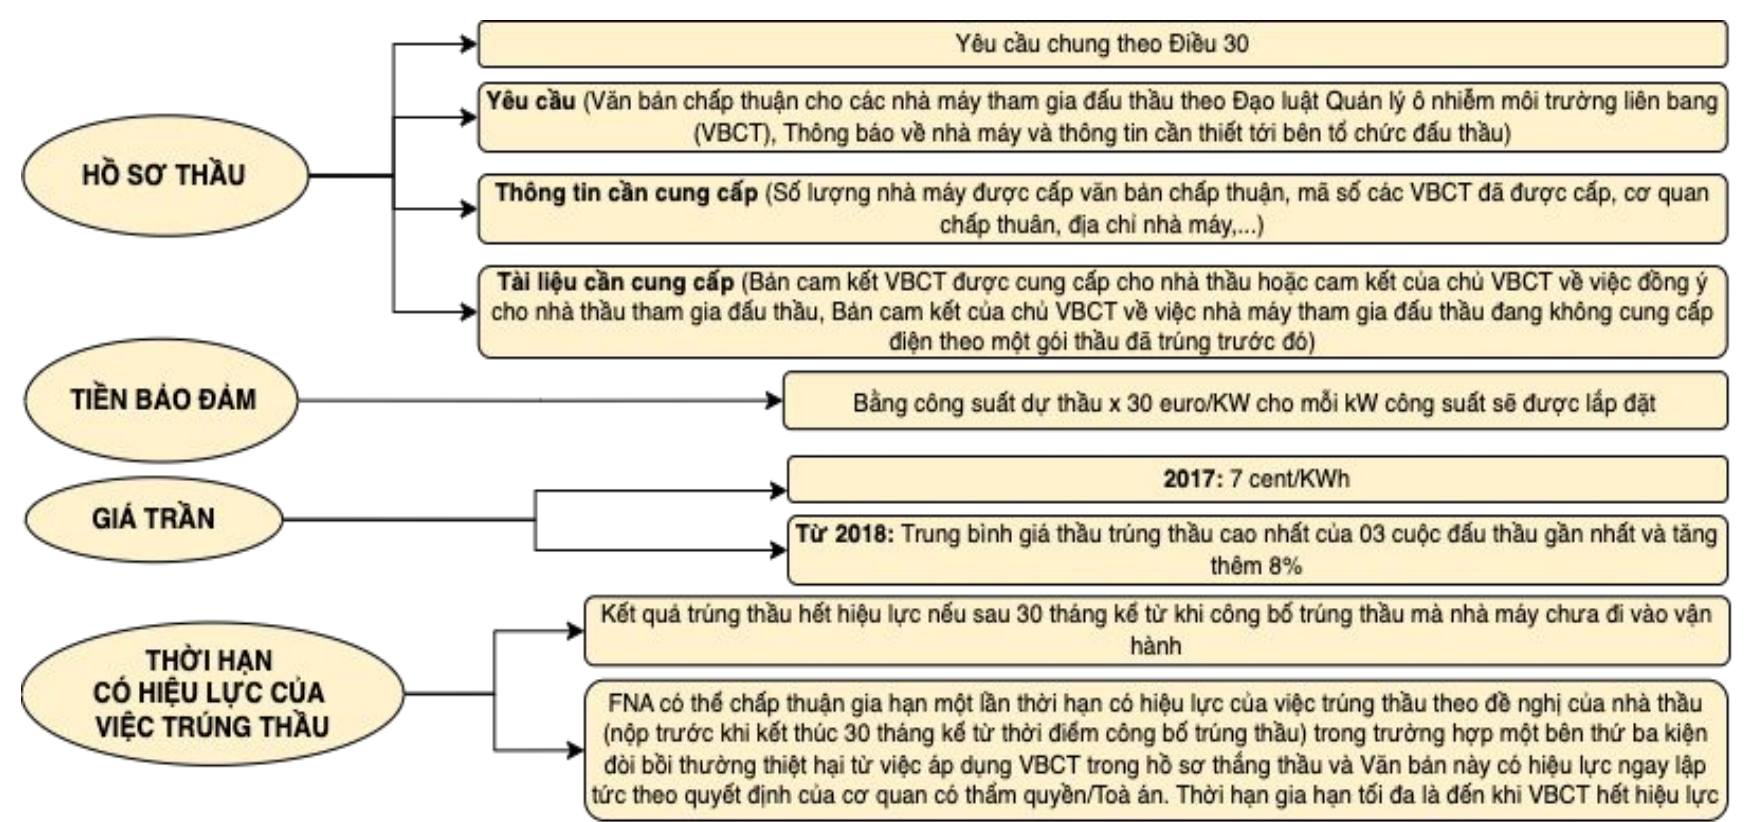 HỒ SƠ THẦU
Yêu cầu chung theo Điều 30
Yêu cầu (Văn bản chấp thuận cho các nhà máy tham gia đấu thầu theo Đạo luật Quản lý ô nhiễm môi trường liên bang
(VBCT), Thông báo về nhà máy và thông tin cần thiết tới bên tổ chức đấu thầu)
Thông tin cần cung cấp (Số lượng nhà máy được cấp văn bản chấp thuận, mã số các VBCT đã được cấp, cơ quan
chấp thuân, địa chỉ nhà máy,...)
Tài liệu cần cung cấp (Bản cam kết VBCT được cung cấp cho nhà thầu hoặc cam kết của chủ VBCT về việc đồng ý
cho nhà thầu tham gia đấu thầu, Bản cam kết của chủ VBCT về việc nhà máy tham gia đấu thầu đang không cung cấp
điện theo một gói thầu đã trúng trước đó)
TIỀN BẢO ĐẢM
Bằng công suất dự thầu x 30 euro/KW cho mỗi kW công suất sẽ được lắp đặt
GIÁ TRẦN
2017: 7 cent/KWh
Từ 2018: Trung bình giá thầu trúng thầu cao nhất của 03 cuộc đấu thầu gần nhất và tăng
thêm 8%
THỜI HẠN
CÓ HIỆU LỰC CỦA
VIỆC TRÚNG THẦU
Kết quả trúng thầu hết hiệu lực nếu sau 30 tháng kể từ khi công bố trúng thầu mà nhà máy chưa đi vào vận
hành
FNA có thể chấp thuận gia hạn một lần thời hạn có hiệu lực của việc trúng thầu theo đề nghị của nhà thầu
(nộp trước khi kết thúc 30 tháng kể từ thời điểm công bố trúng thầu) trong trường hợp một bên thứ ba kiện
đòi bồi thường thiệt hại từ việc áp dụng VBCT trong hồ sơ thắng thầu và Văn bản này có hiệu lực ngay lập
tức theo quyết định của cơ quan có thẩm quyền/Toà án. Thời hạn gia hạn tối đa là đến khi VBCT hết hiệu lực